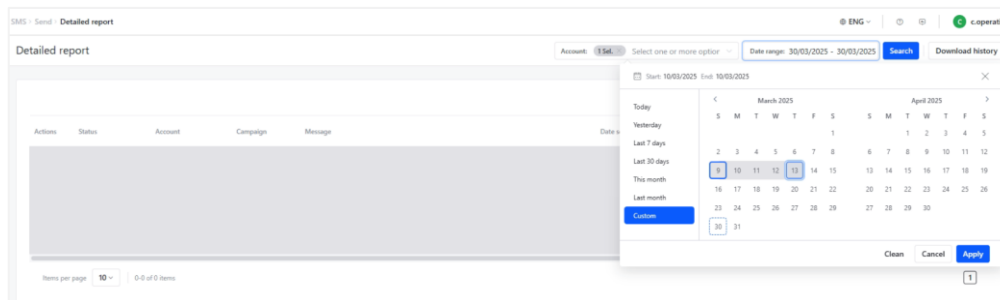 SMS > Send > Detailed report
ENG
c.operati
Detailed report
Account: 1 Sel. Select one or more option
Date range: 30/03/2025 - 30/03/2025
Search
Download history
Start: 10/03/2025 End: 10/03/2025
Today
Yesterday
Last 7 days
Last 30 days
This month
Last month
Custom
March 2025
S M T W T F S
1
2 3 4 5 6 7 8
9 10 11 12 13 14 15
16 17 18 19 20 21 22
23 24 25 26 27 28 29
30 31
April 2025
S M T W T F S
1 2 3 4 5
6 7 8 9 10 11 12
13 14 15 16 17 18 19
20 21 22 23 24 25 26
27 28 29 30
Clean Cancel Apply
Actions Status Account Campaign Message
Items per page 10 0-0 of 0 items
1